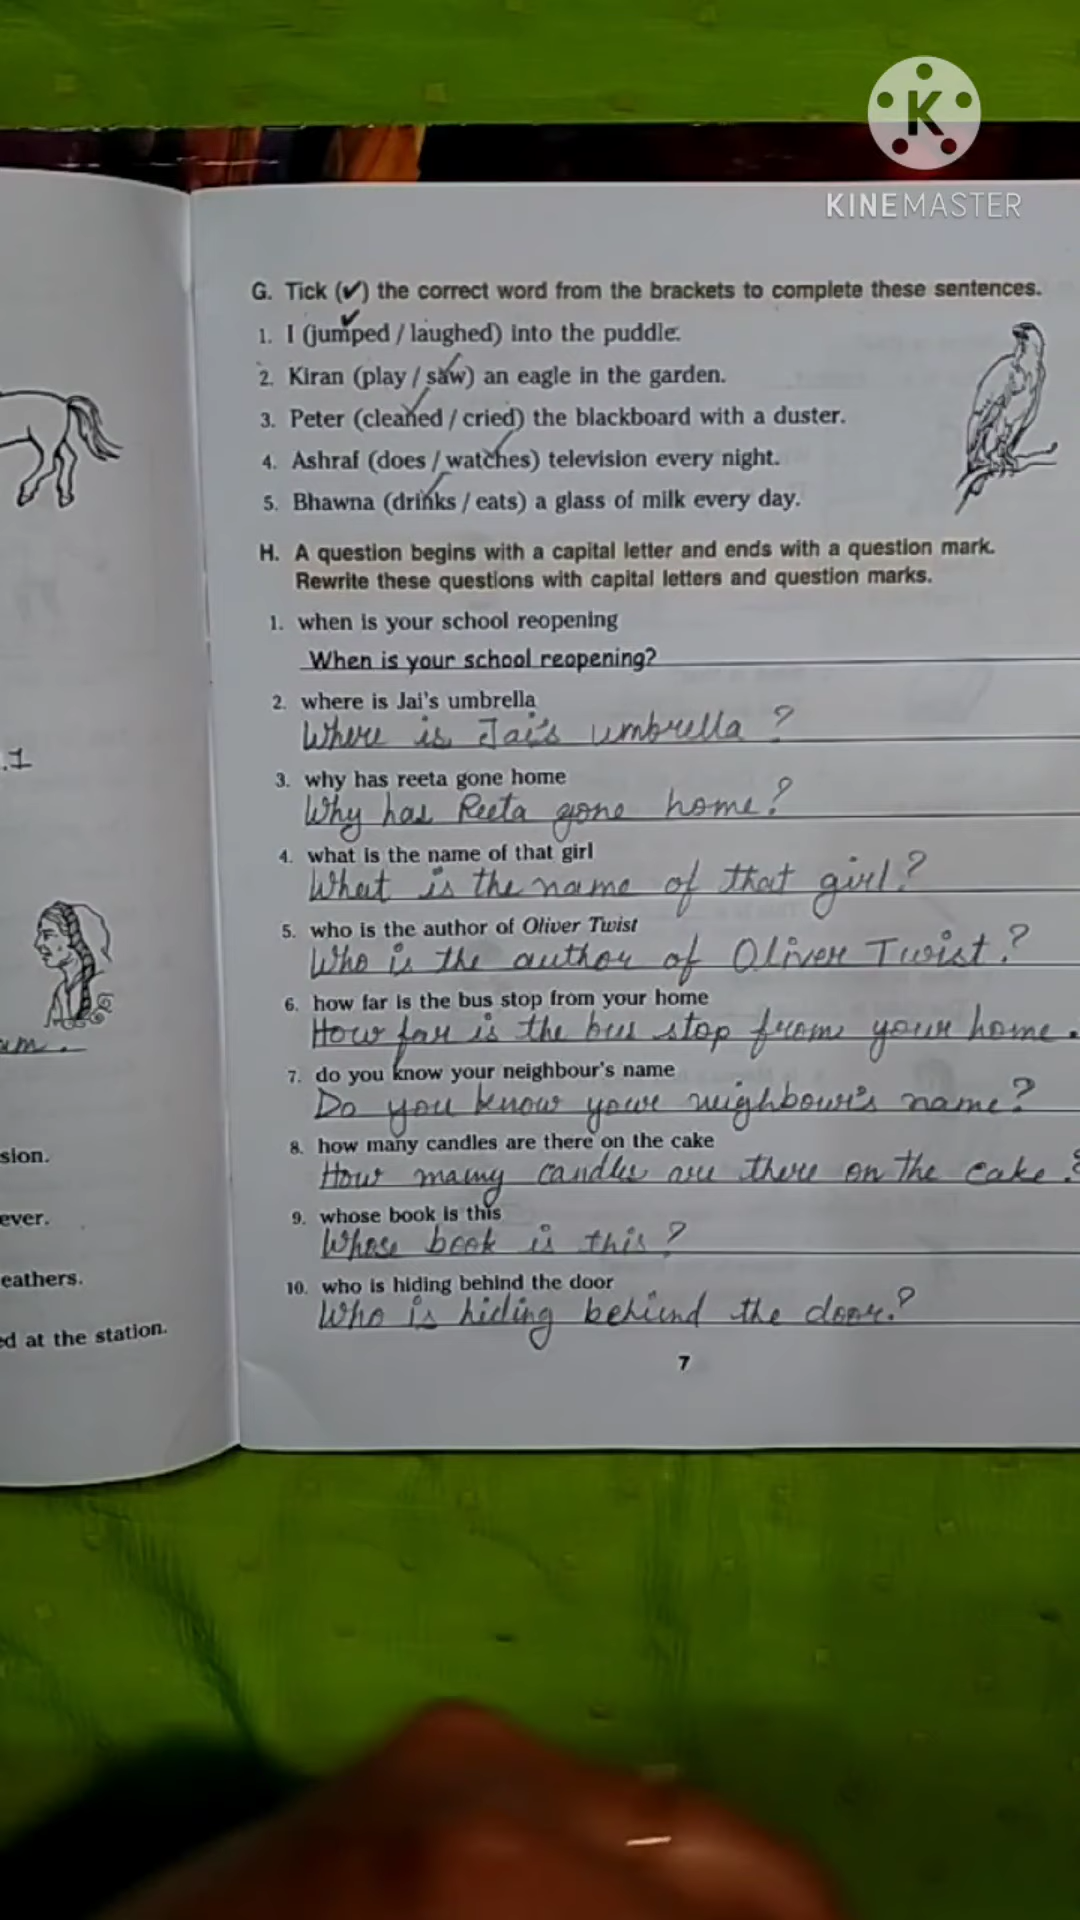 K
KINEMASTER
G. Tick (✔) the correct word from the brackets to complete these sentences.
1. I (jumped / laughed) into the puddle.
2. Kiran (play / saw) an eagle in the garden.
3. Peter (cleaned / cried) the blackboard with a duster.
4. Ashraf (does / watches) television every night.
5. Bhawna (drinks / eats) a glass of milk every day.
H. A question begins with a capital letter and ends with a question mark.
Rewrite these questions with capital letters and question marks.
1. when is your school reopening
When is your school reopening?
2. where is Jai's umbrella
Where is Jai's umbrella ?
.1
3. why has reeta gone home
Why has Reeta gone home?
4. what is the name of that girl
What is the name of that girl?
5. who is the author of Oliver Twist
Who is the author of Oliver Twist?
6. how far is the bus stop from your home
How far is the bus stop from your home.
um.
7. do you know your neighbour's name
Do you know your neighbour's name?
8. how many candles are there on the cake
How many candles are there on the cake?
sion.
9. whose book is this
Whose book is this?
ever.
10. who is hiding behind the door
Who is hiding behind the door?
eathers.
ed at the station.
7